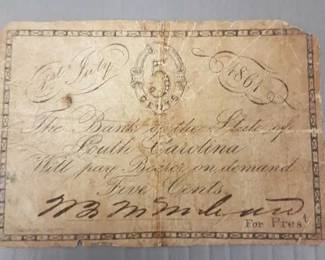 1st July 5 1861
CENTS
The Bank of the State of
South Carolina
Will pay Bearer on demand
Five Cents
For Prest